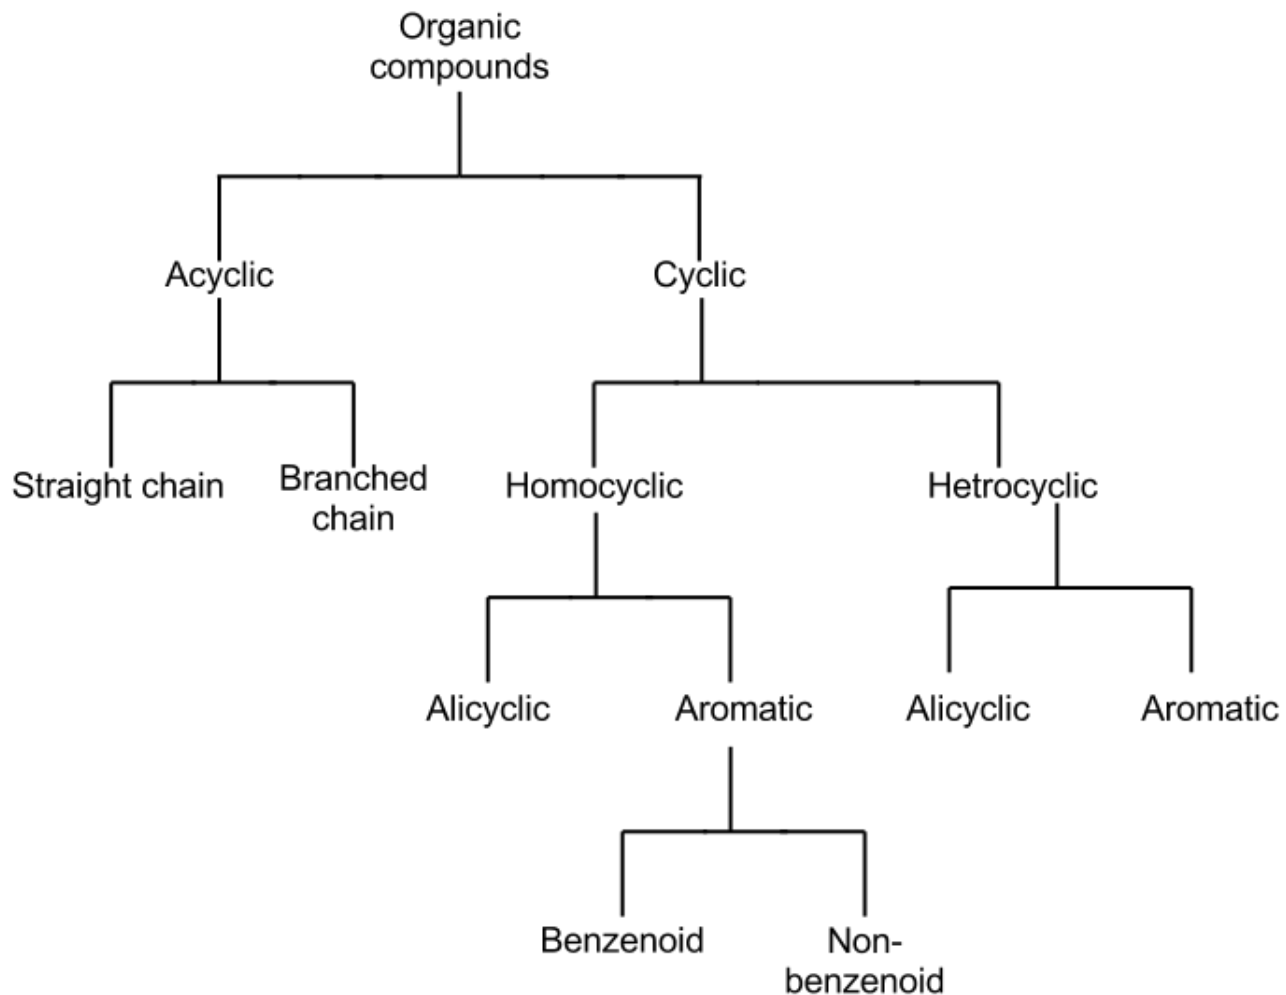 Organic
compounds
Acyclic
Cyclic
Straight chain
Branched
chain
Homocyclic
Hetrocyclic
Alicyclic
Aromatic
Alicyclic
Aromatic
Benzenoid
Non-
benzenoid